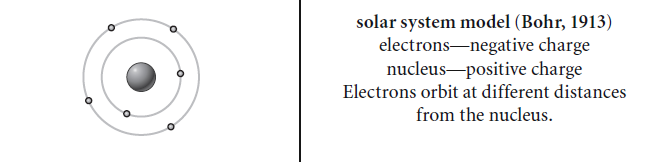 solar system model (Bohr, 1913)
electrons—negative charge
nucleus—positive charge
Electrons orbit at different distances
from the nucleus.